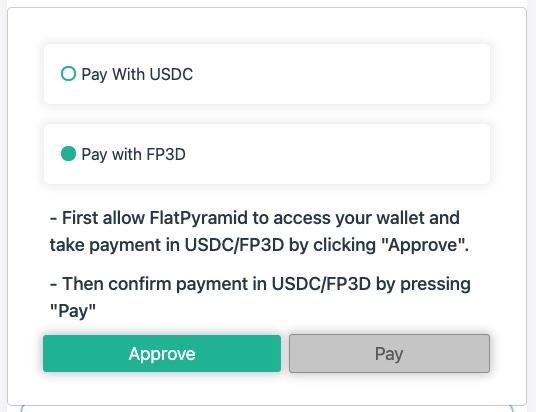 Pay With USDC
Pay with FP3D
- First allow FlatPyramid to access your wallet and
take payment in USDC/FP3D by clicking "Approve".
- Then confirm payment in USDC/FP3D by pressing
"Pay"
Approve
Pay